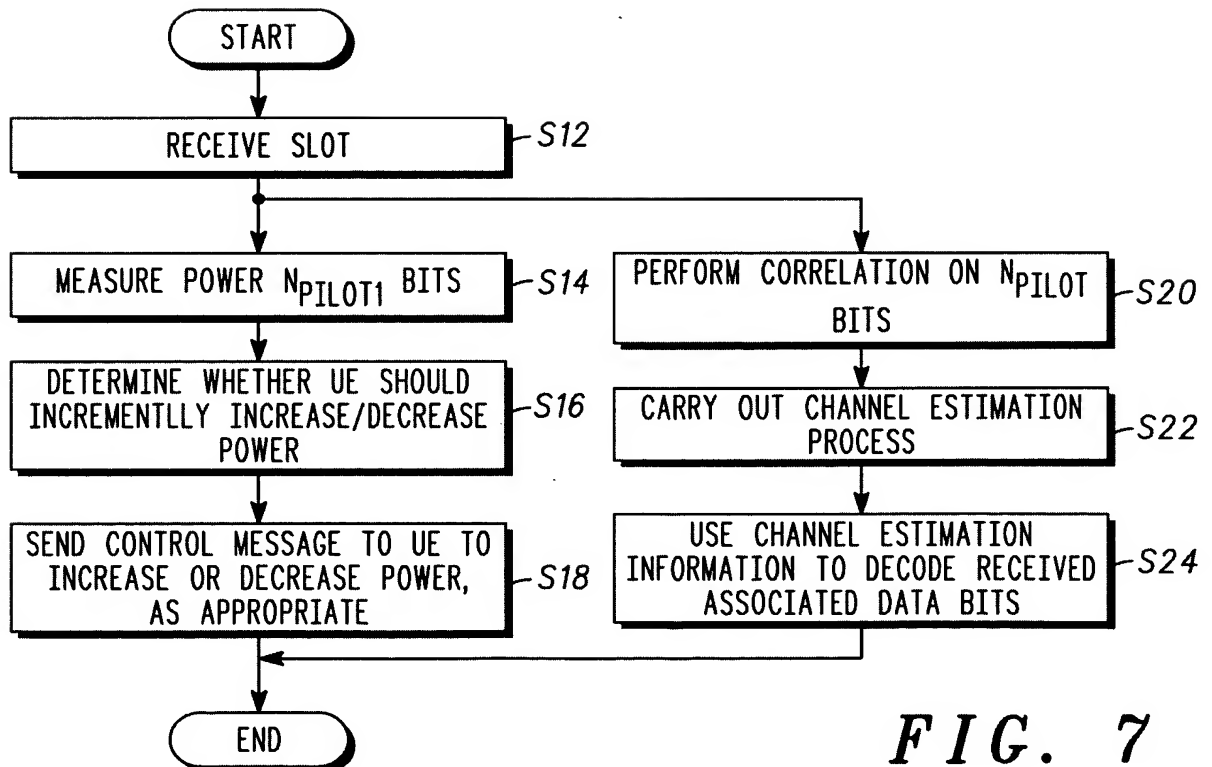 START
RECEIVE SLOT
S12
MEASURE POWER NPILOT1 BITS
S14
DETERMINE WHETHER UE SHOULD
INCREMENTLLY INCREASE/DECREASE
POWER
S16
SEND CONTROL MESSAGE TO UE TO
INCREASE OR DECREASE POWER,
AS APPROPRIATE
S18
PERFORM CORRELATION ON NPILOT
BITS
S20
CARRY OUT CHANNEL ESTIMATION
PROCESS
S22
USE CHANNEL ESTIMATION
INFORMATION TO DECODE RECEIVED
ASSOCIATED DATA BITS
S24
END
FIG. 7